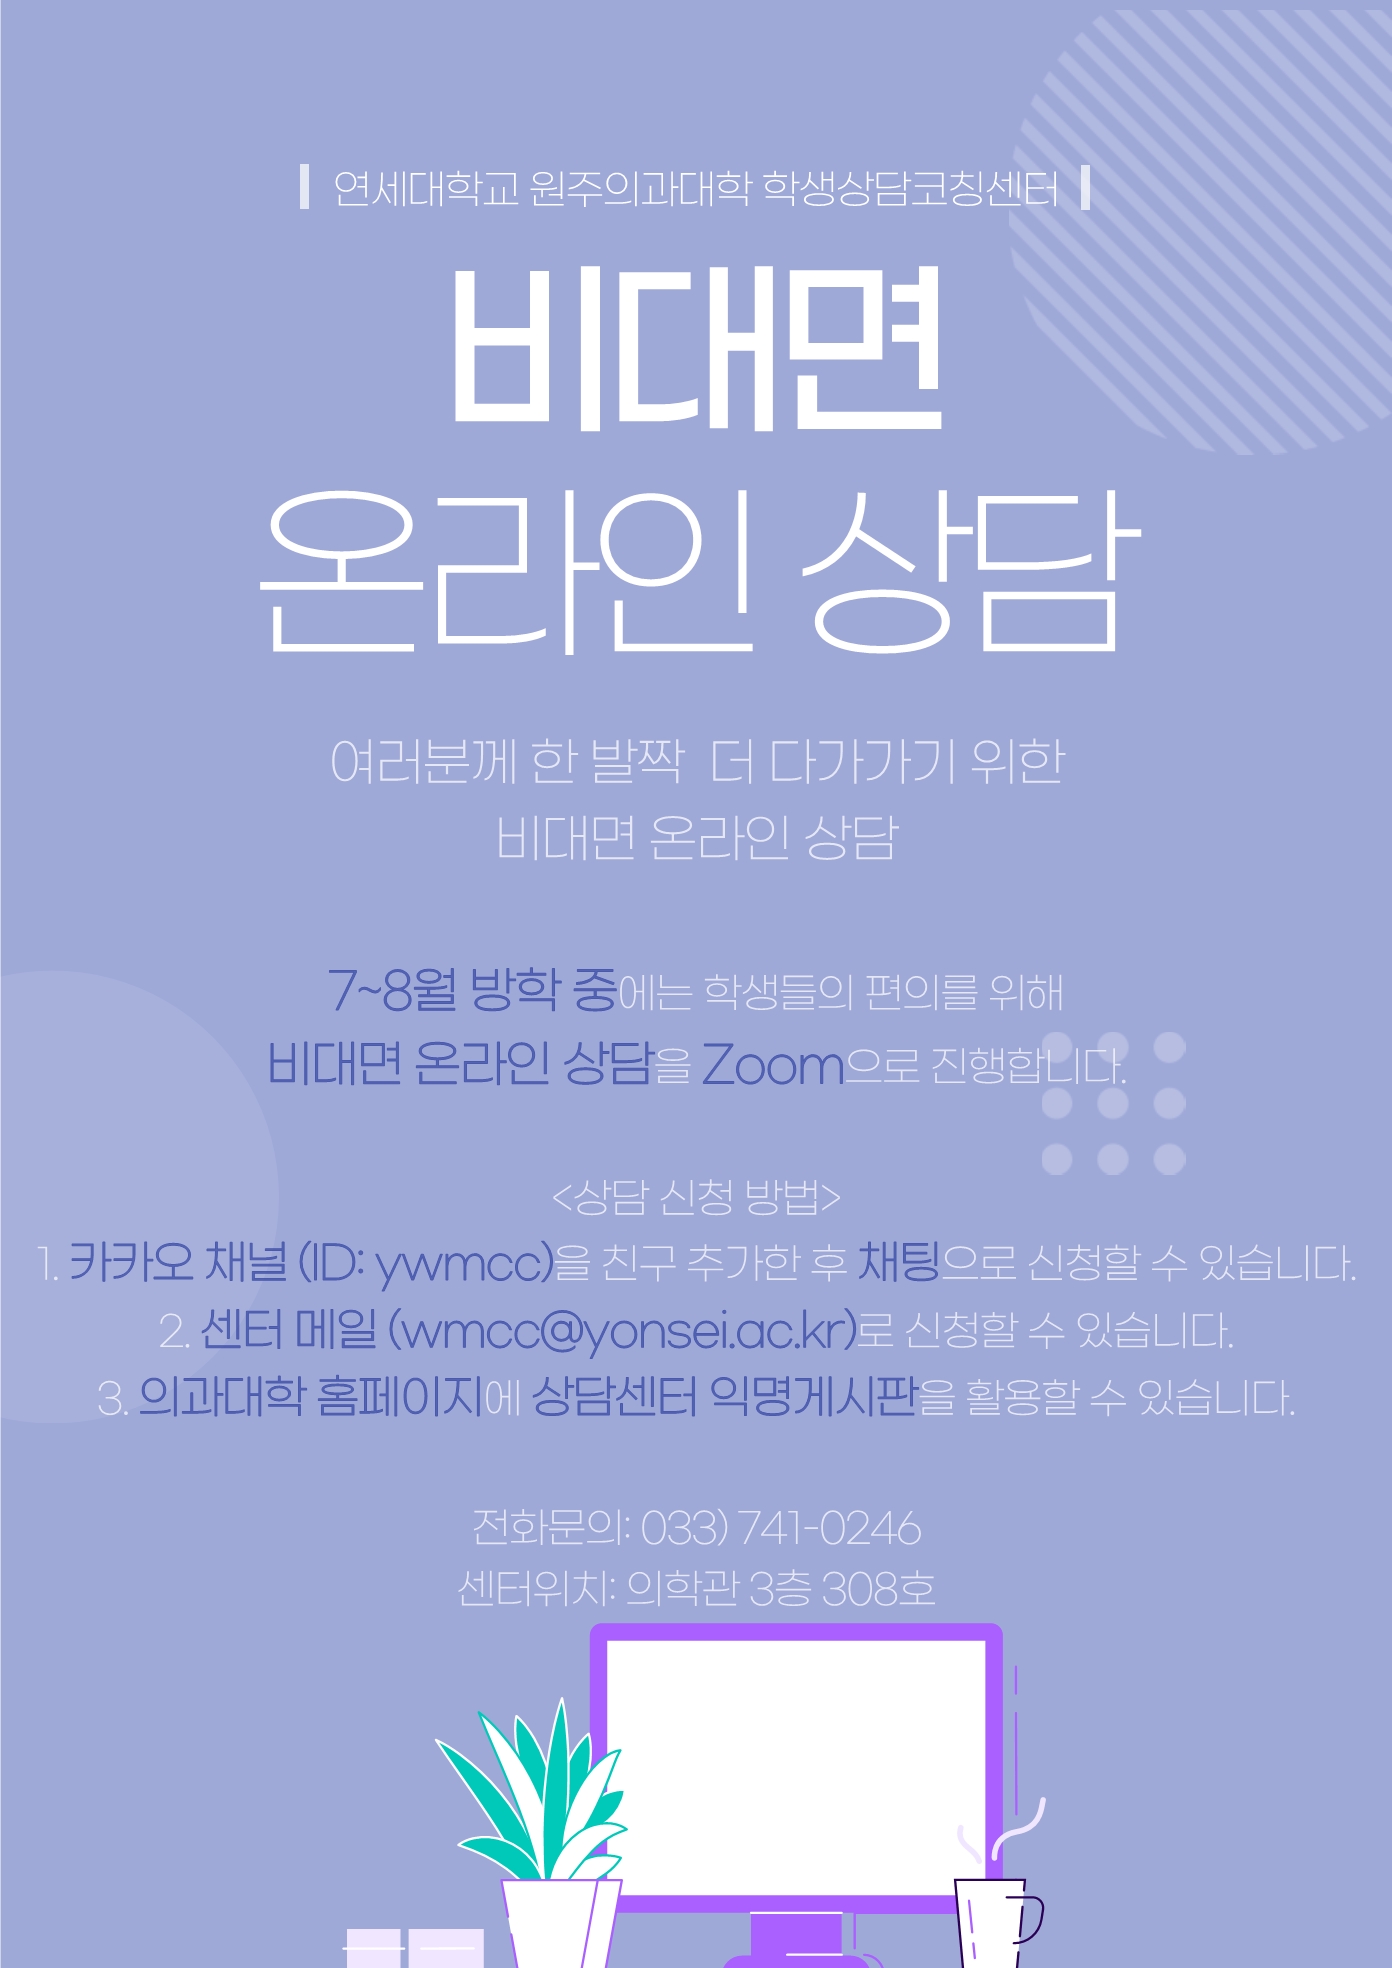 연세대학교 원주의과대학 학생상담코칭센터
비대면
온라인 상담
여러분께 한 발짝 더 다가가기 위한
비대면 온라인 상담
7~8월 방학 중에는 학생들의 편의를 위해
비대면 온라인 상담을 Zoom으로 진행합니다.
<상담 신청 방법>
1. 카카오 채널 (ID: ywmcc)을 친구 추가한 후 채팅으로 신청할 수 있습니다.
2. 센터 메일 (wmcc@yonsei.ac.kr)로 신청할 수 있습니다.
3. 의과대학 홈페이지에 상담센터 익명게시판을 활용할 수 있습니다.
전화문의: 033) 741-0246
센터위치: 의학관 3층 308호